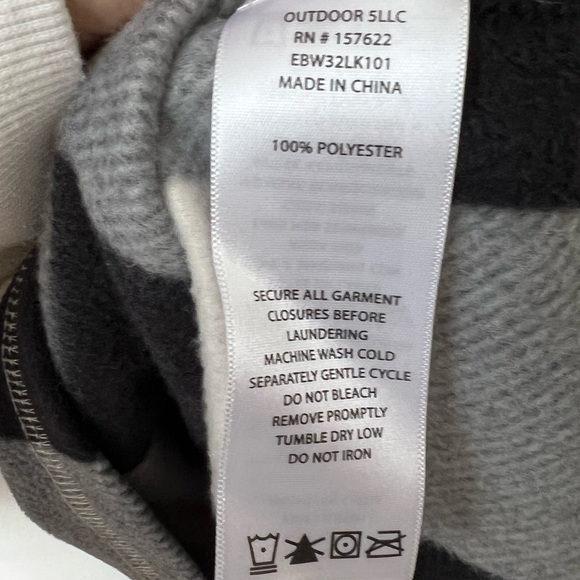 OUTDOOR 5LLC
RN # 157622
EBW32LK101
MADE IN CHINA
100% POLYESTER
SECURE ALL GARMENT
CLOSURES BEFORE
LAUNDERING
MACHINE WASH COLD
SEPARATELY GENTLE CYCLE
DO NOT BLEACH
REMOVE PROMPTLY
TUMBLE DRY LOW
DO NOT IRON